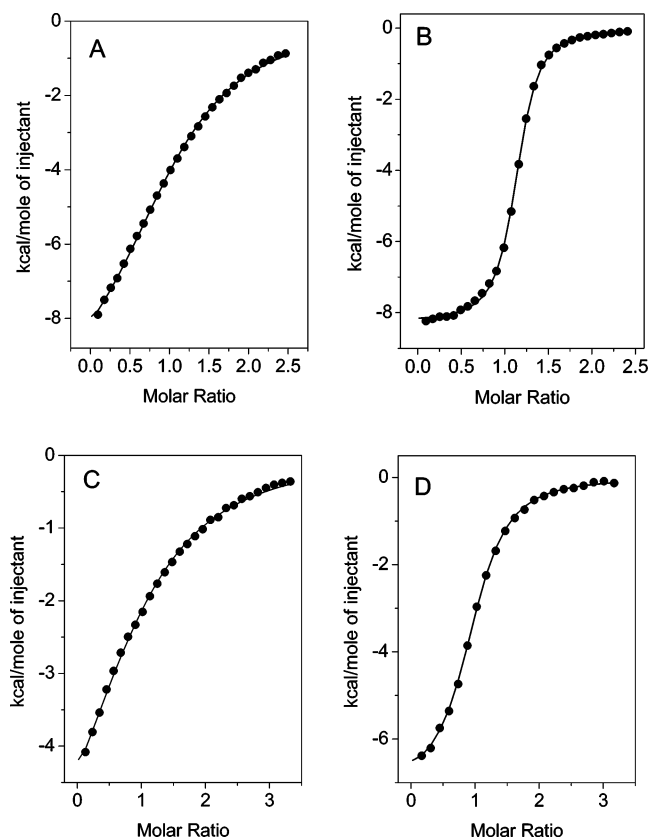 A
0
-2
-4
-6
-8
kcal/mole of injectant
0.0 0.5 1.0 1.5 2.0 2.5
Molar Ratio
B
0
-2
-4
-6
-8
kcal/mole of injectant
0.0 0.5 1.0 1.5 2.0 2.5
Molar Ratio
C
0
-1
-2
-3
-4
kcal/mole of injectant
0 1 2 3
Molar Ratio
D
0
-2
-4
-6
kcal/mole of injectant
0 1 2 3
Molar Ratio